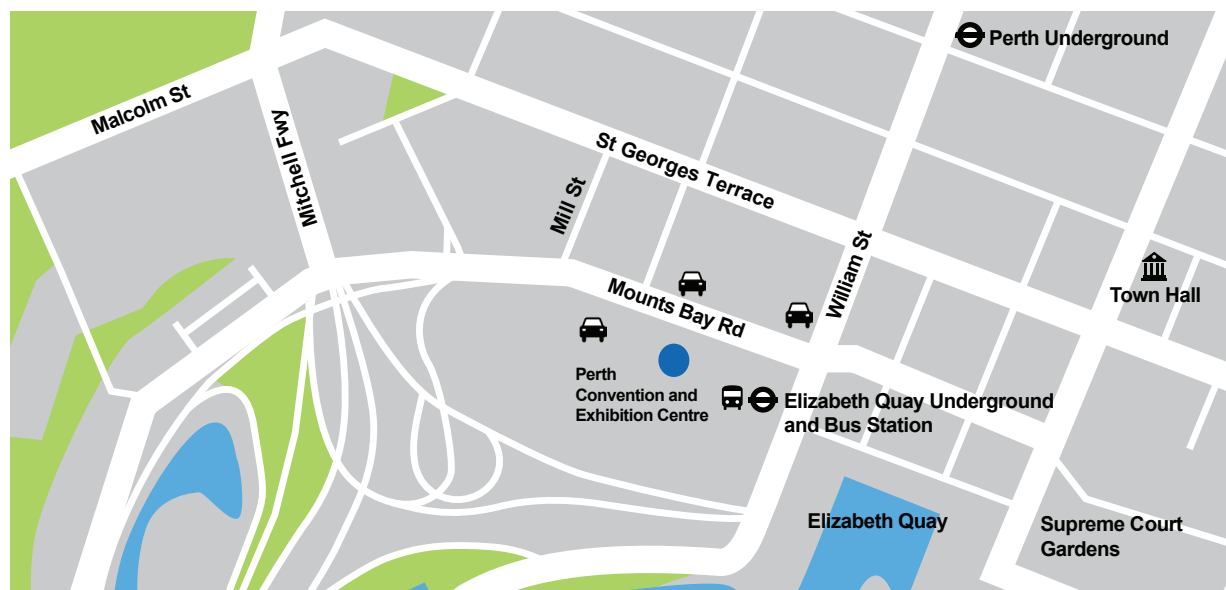 Perth Underground
Malcolm St
Mitchell Fwy
St Georges Terrace
Mill St
William St
Town Hall
Mounts Bay Rd
Perth
Convention and
Exhibition Centre
Elizabeth Quay Underground
and Bus Station
Elizabeth Quay
Supreme Court
Gardens